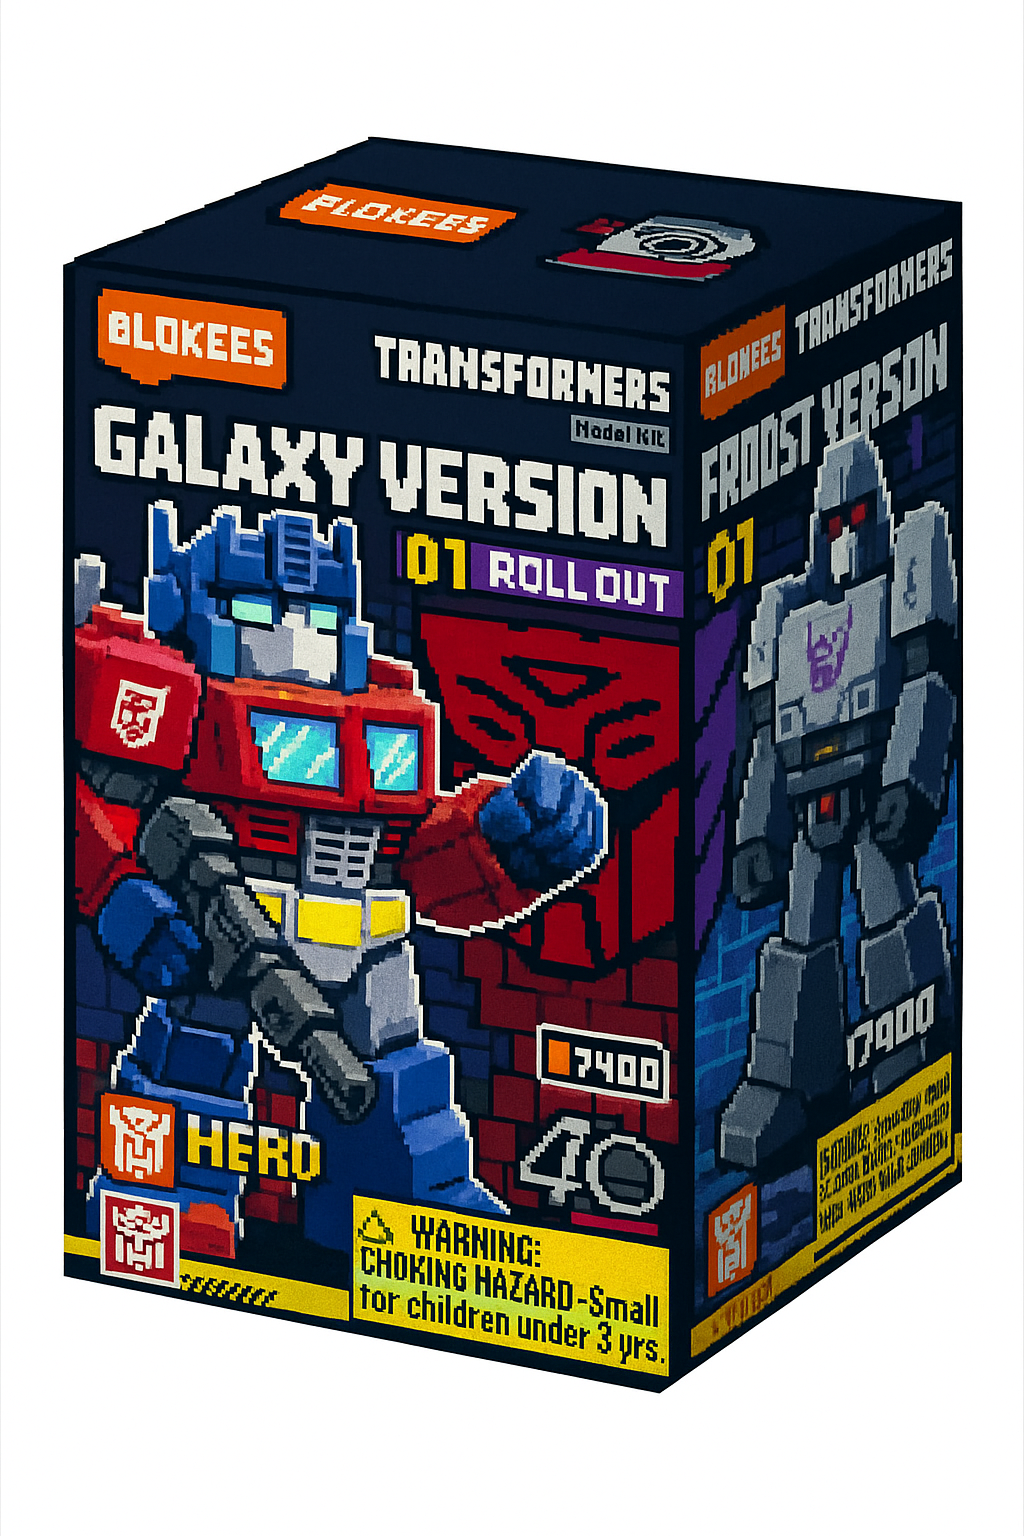 PLOKEES
BLOKEES
TRANSFORMERS
Model Kit
GALAXY VERSION
01 ROLL OUT
7400
40
HERO
WARNING:
CHOKING HAZARD-Small
for children under 3 yrs.
BLOKEES
TRANSFORMERS
FROOST VERSON
01
17900